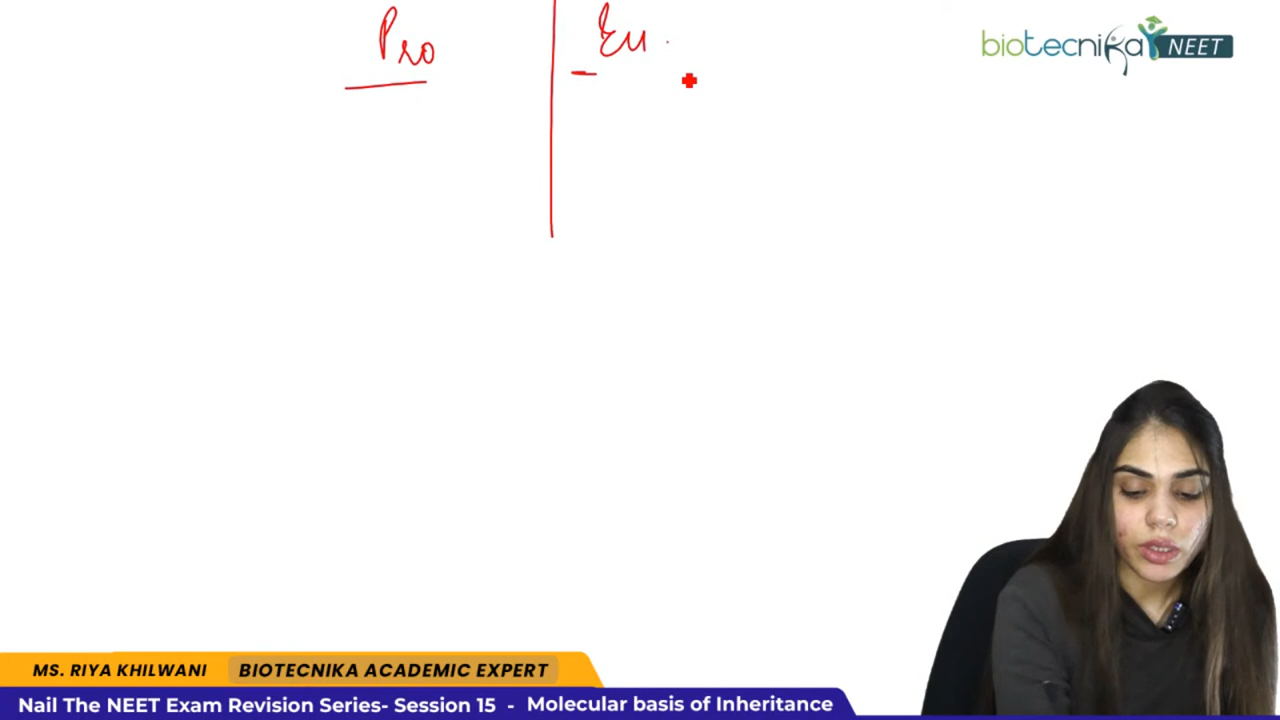 Pro
Eu
biotecnika NEET
MS. RIYA KHILWANI BIOTECNIKA ACADEMIC EXPERT
Nail The NEET Exam Revision Series- Session 15 - Molecular basis of Inheritance